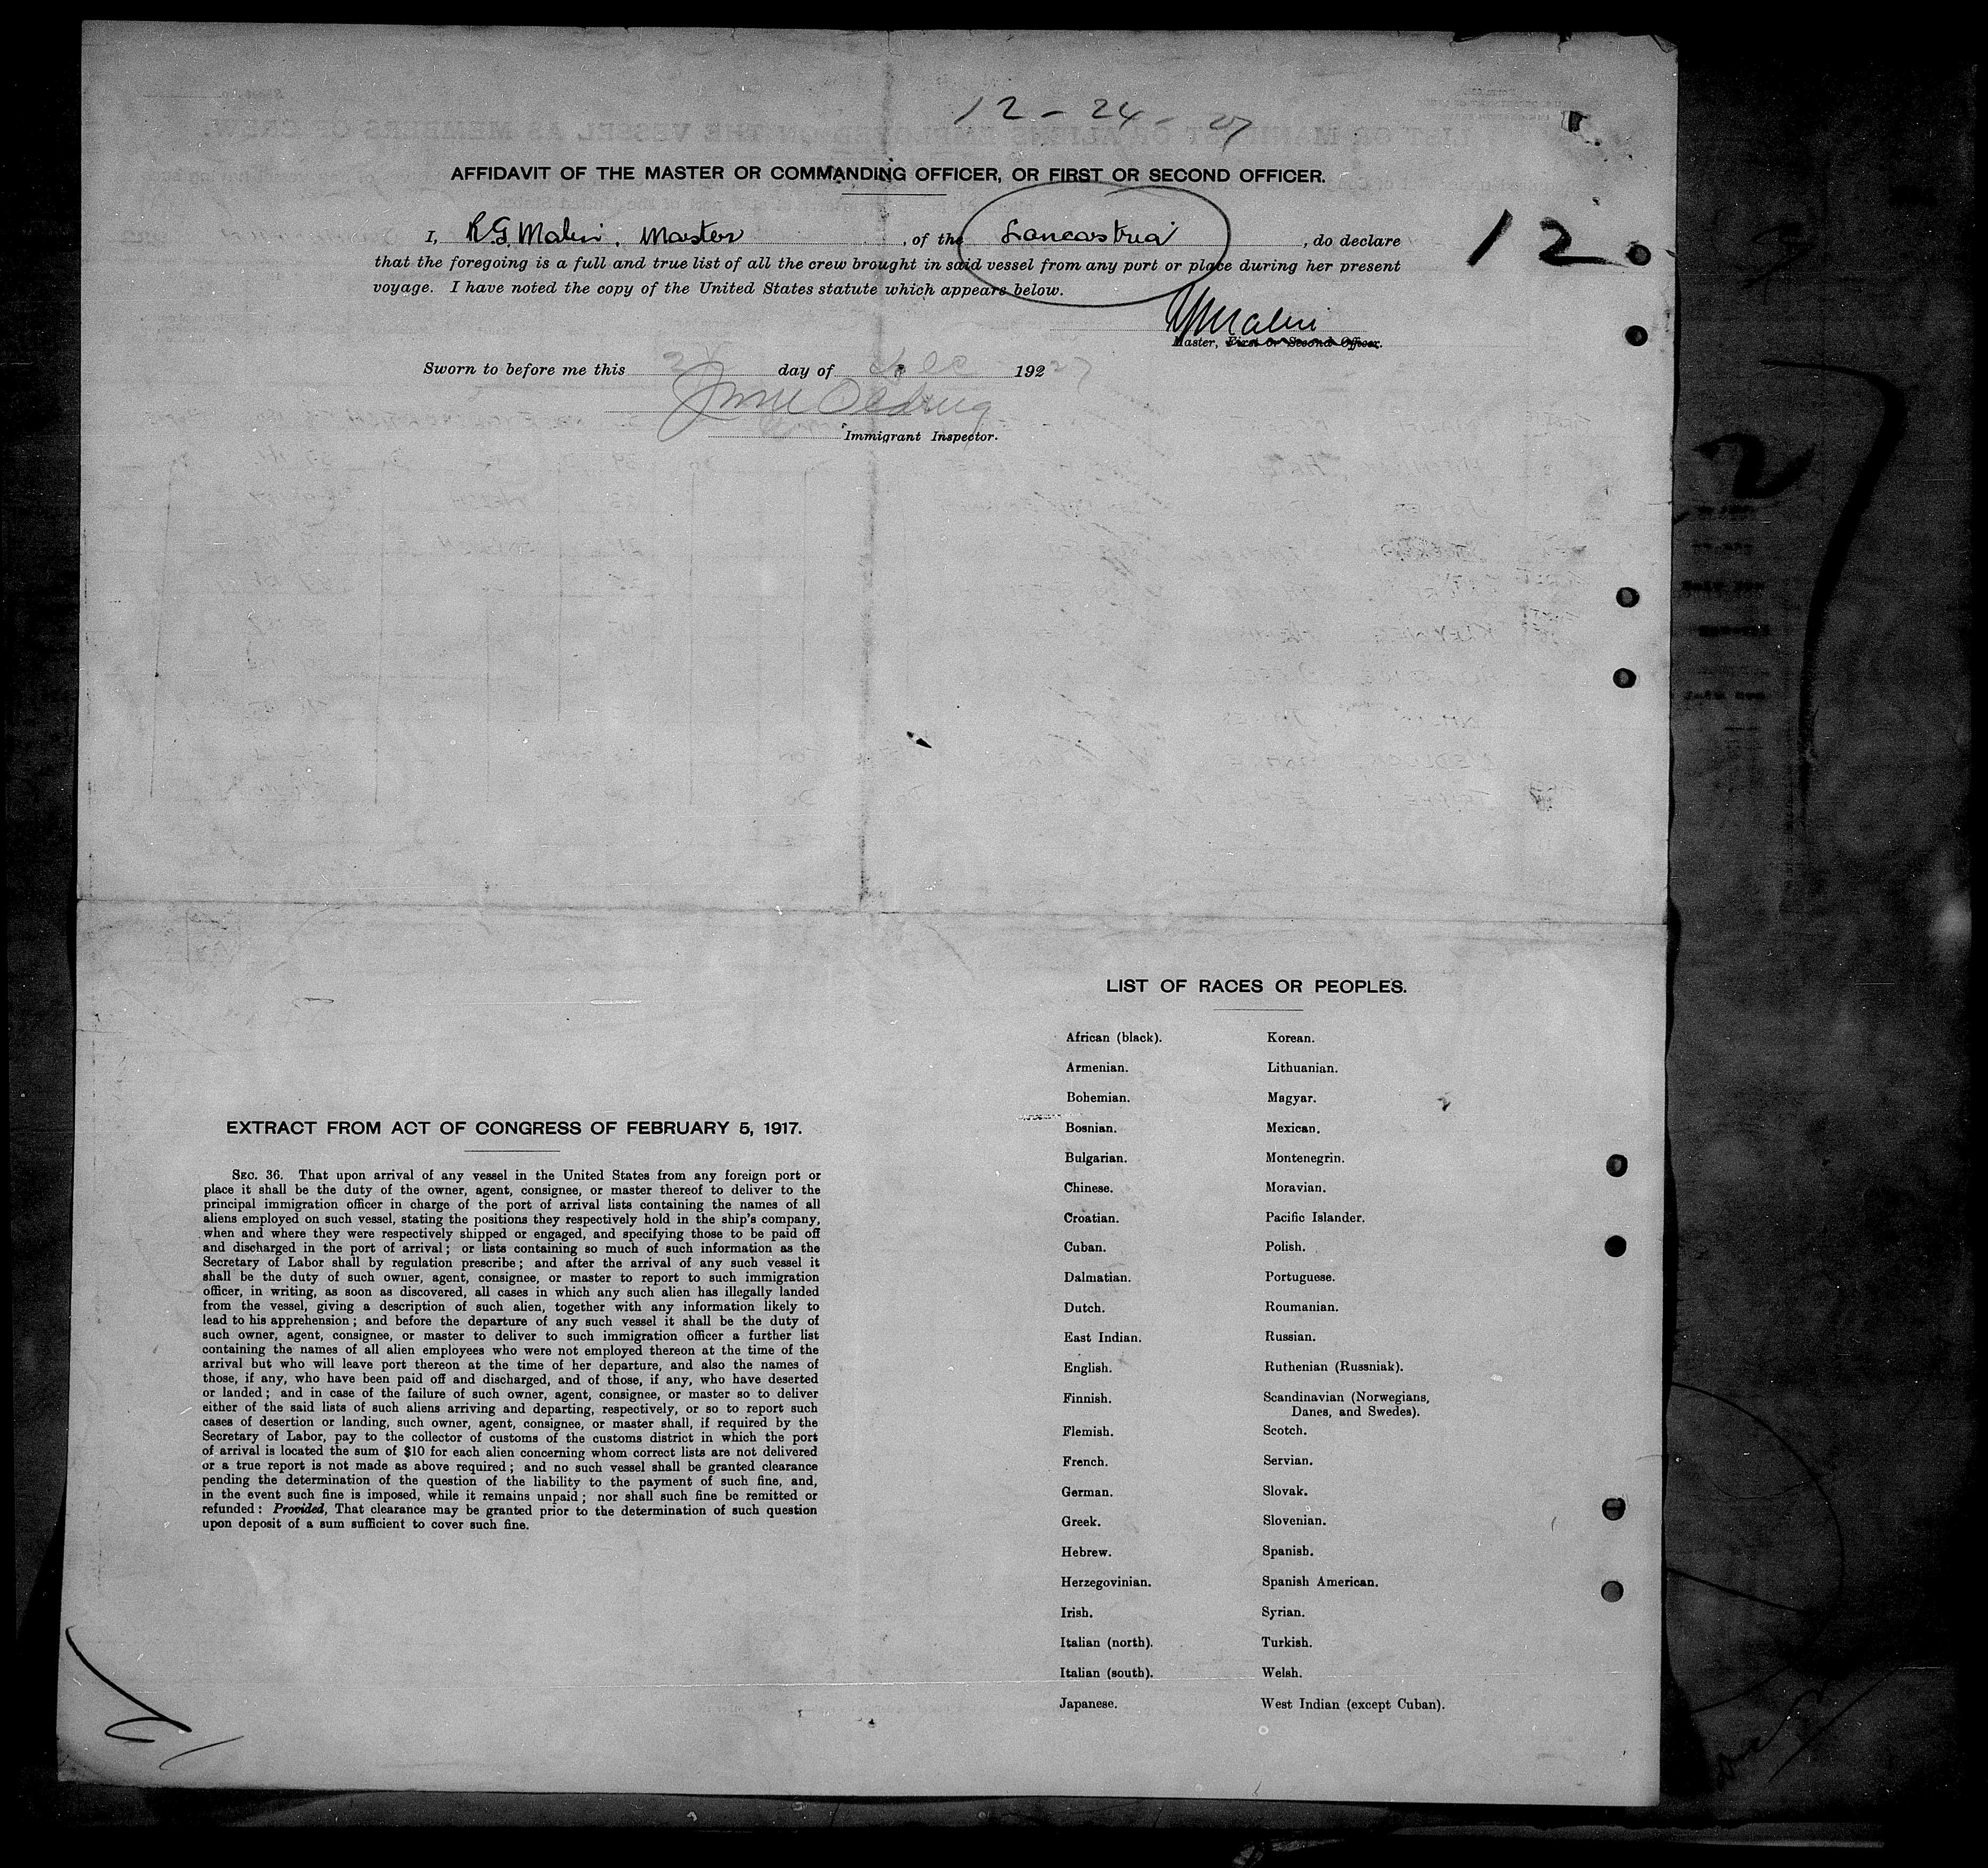 12 - 24 - 27
AFFIDAVIT OF THE MASTER OR COMMANDING OFFICER, OR FIRST OR SECOND OFFICER.
I, R.G. Malin. Master, of the Lancastria, do declare
12
that the foregoing is a full and true list of all the crew brought in said vessel from any port or place during her present
voyage. I have noted the copy of the United States statute which appears below.
Malin
Master, First or Second Officer.
Sworn to before me this 24 day of Dec 1927
Immigrant Inspector.
LIST OF RACES OR PEOPLES.
African (black). Korean.
Armenian. Lithuanian.
Bohemian. Magyar.
Bosnian. Mexican.
Bulgarian. Montenegrin.
Chinese. Moravian.
Croatian. Pacific Islander.
Cuban. Polish.
Dalmatian. Portuguese.
Dutch. Roumanian.
East Indian. Russian.
English. Ruthenian (Russniak).
Finnish. Scandinavian (Norwegians,
Danes, and Swedes).
Flemish. Scotch.
French. Servian.
German. Slovak.
Greek. Slovenian.
Hebrew. Spanish.
Herzegovinian. Spanish American.
Irish. Syrian.
Italian (north). Turkish.
Italian (south). Welsh.
Japanese. West Indian (except Cuban).
EXTRACT FROM ACT OF CONGRESS OF FEBRUARY 5, 1917.
SEC. 36. That upon arrival of any vessel in the United States from any foreign port or
place it shall be the duty of the owner, agent, consignee, or master thereof to deliver to the
principal immigration officer in charge of the port of arrival lists containing the names of all
aliens employed on such vessel, stating the positions they respectively hold in the ship's company,
when and where they were respectively shipped or engaged, and specifying those to be paid off
and discharged in the port of arrival; or lists containing so much of such information as the
Secretary of Labor shall by regulation prescribe; and after the arrival of any such vessel it
shall be the duty of such owner, agent, consignee, or master to report to such immigration
officer, in writing, as soon as discovered, all cases in which any such alien has illegally landed
from the vessel, giving a description of such alien, together with any information likely to
lead to his apprehension; and before the departure of any such vessel it shall be the duty of
such owner, agent, consignee, or master to deliver to such immigration officer a further list
containing the names of all alien employees who were not employed thereon at the time of the
arrival but who will leave port thereon at the time of her departure, and also the names of
those, if any, who have been paid off and discharged, and of those, if any, who have deserted
or landed; and in case of the failure of such owner, agent, consignee, or master so to deliver
either of the said lists of such aliens arriving and departing, respectively, or so to report such
cases of desertion or landing, such owner, agent, consignee, or master shall, if required by the
Secretary of Labor, pay to the collector of customs of the customs district in which the port
of arrival is located the sum of $10 for each alien concerning whom correct lists are not delivered
or a true report is not made as above required; and no such vessel shall be granted clearance
pending the determination of the question of the liability to the payment of such fine, and,
in the event such fine is imposed, while it remains unpaid; nor shall such fine be remitted or
refunded: Provided, That clearance may be granted prior to the determination of such question
upon deposit of a sum sufficient to cover such fine.